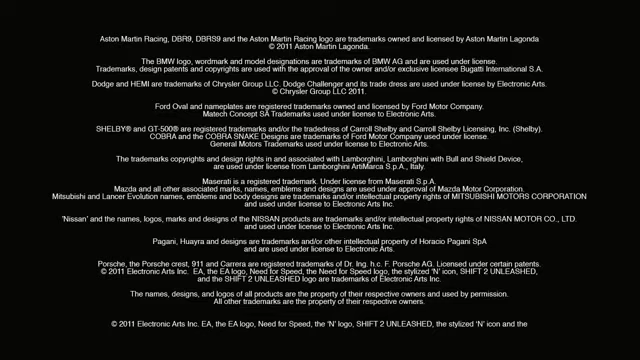 Aston Martin Racing, DBR9, DBRS9 and the Aston Martin Racing logo are trademarks owned and licensed by Aston Martin Lagonda
© 2011 Aston Martin Lagonda.
The BMW logo, wordmark and model designations are trademarks of BMW AG and are used under license.
Trademarks, design patents and copyrights are used with the approval of the owner and/or exclusive licensee Bugatti International S.A.
Dodge and HEMI are trademarks of Chrysler Group LLC. Dodge Challenger and its trade dress are used under license by Electronic Arts.
© Chrysler Group LLC 2011.
Ford Oval and nameplates are registered trademarks owned and licensed by Ford Motor Company.
Matech Concept SA Trademarks used under license to Electronic Arts.
SHELBY® and GT-500® are registered trademarks and/or the tradedress of Carroll Shelby and Carroll Shelby Licensing, Inc. (Shelby).
COBRA and the COBRA SNAKE Designs are trademarks of Ford Motor Company used under license.
General Motors Trademarks used under license to Electronic Arts.
The trademarks copyrights and design rights in and associated with Lamborghini, Lamborghini with Bull and Shield Device,
are used under license from Lamborghini ArtiMarca S.p.A., Italy.
Maserati is a registered trademark. Under license from Maserati S.p.A.
Mazda and all other associated marks, names, emblems and designs are used under approval of Mazda Motor Corporation.
Mitsubishi and Lancer Evolution names, emblems and body designs are trademarks and/or intellectual property rights of MITSUBISHI MOTORS CORPORATION
and used under license to Electronic Arts Inc.
'Nissan' and the names, logos, marks and designs of the NISSAN products are trademarks and/or intellectual property rights of NISSAN MOTOR CO., LTD.
and used under license to Electronic Arts Inc.
Pagani, Huayra and designs are trademarks and/or other intellectual property of Horacio Pagani SpA
and are used under license to Electronic Arts Inc.
Porsche, the Porsche crest, 911 and Carrera are registered trademarks of Dr. Ing. h.c. F. Porsche AG. Licensed under certain patents.
© 2011 Electronic Arts Inc. EA, the EA logo, Need for Speed, the Need for Speed logo, the stylized 'N' icon, SHIFT 2 UNLEASHED,
and the SHIFT 2 UNLEASHED logo are trademarks of Electronic Arts Inc.
The names, designs, and logos of all products are the property of their respective owners and used by permission.
All other trademarks are the property of their respective owners.
© 2011 Electronic Arts Inc. EA, the EA logo, Need for Speed, the 'N' logo, SHIFT 2 UNLEASHED, the stylized 'N' icon and the